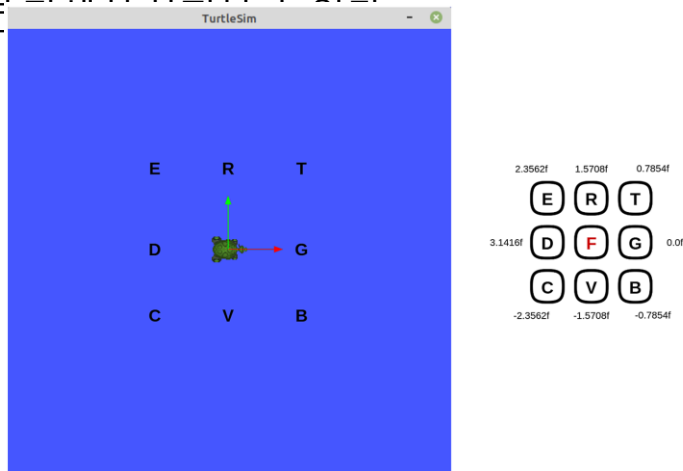 TurtleSim
E R T
D G
C V B
2.3562f 1.5708f 0.7854f
E R T
3.1416f D F G 0.0f
C V B
-2.3562f -1.5708f -0.7854f